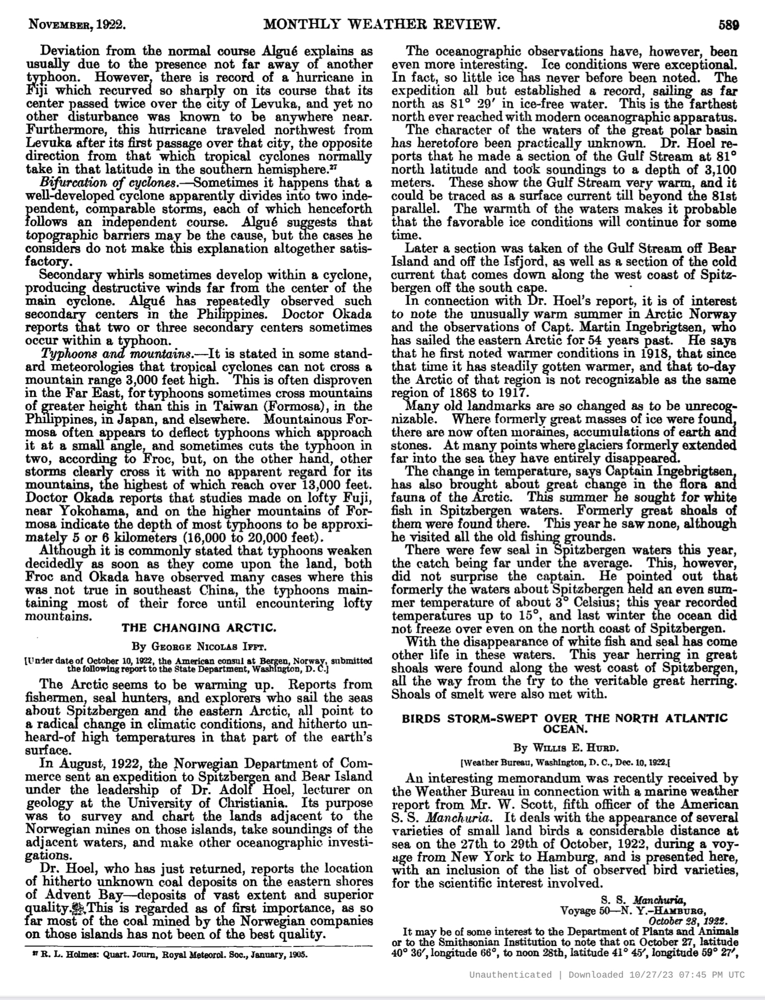 NOVEMBER, 1922.
MONTHLY WEATHER REVIEW.
589
Deviation from the normal course Algué explains as
usually due to the presence not far away of another
typhoon. However, there is record of a hurricane in
Fiji which recurved so sharply on its course that its
center passed twice over the city of Levuka, and yet no
other disturbance was known to be anywhere near.
Furthermore, this hurricane traveled northwest from
Levuka after its first passage over that city, the opposite
direction from that which tropical cyclones normally
take in that latitude in the southern hemisphere.²⁷
Bifurcation of cyclones.—Sometimes it happens that a
well-developed cyclone apparently divides into two inde-
pendent, comparable storms, each of which henceforth
follows an independent course. Algué suggests that
topographic barriers may be the cause, but the cases he
considers do not make this explanation altogether satis-
factory.
Secondary whirls sometimes develop within a cyclone,
producing destructive winds far from the center of the
main cyclone. Algué has repeatedly observed such
secondary centers in the Philippines. Doctor Okada
reports that two or three secondary centers sometimes
occur within a typhoon.
Typhoons and mountains.—It is stated in some stand-
ard meteorologies that tropical cyclones can not cross a
mountain range 3,000 feet high. This is often disproven
in the Far East, for typhoons sometimes cross mountains
of greater height than this in Taiwan (Formosa), in the
Philippines, in Japan, and elsewhere. Mountainous For-
mosa often appears to deflect typhoons which approach
it at a small angle, and sometimes cuts the typhoon in
two, according to Froc, but, on the other hand, other
storms clearly cross it with no apparent regard for its
mountains, the highest of which reach over 13,000 feet.
Doctor Okada reports that studies made on lofty Fuji,
near Yokohama, and on the higher mountains of For-
mosa indicate the depth of most typhoons to be approxi-
mately 5 or 6 kilometers (16,000 to 20,000 feet).
Although it is commonly stated that typhoons weaken
decidedly as soon as they come upon the land, both
Froc and Okada have observed many cases where this
was not true in southeast China, the typhoons main-
taining most of their force until encountering lofty
mountains.
THE CHANGING ARCTIC.
By GEORGE NICOLAS IFFT.
[Under date of October 10, 1922, the American consul at Bergen, Norway, submitted
the following report to the State Department, Washington, D. C.]
The Arctic seems to be warming up. Reports from
fishermen, seal hunters, and explorers who sail the seas
about Spitzbergen and the eastern Arctic, all point to
a radical change in climatic conditions, and hitherto un-
heard-of high temperatures in that part of the earth's
surface.
In August, 1922, the Norwegian Department of Com-
merce sent an expedition to Spitzbergen and Bear Island
under the leadership of Dr. Adolf Hoel, lecturer on
geology at the University of Christiania. Its purpose
was to survey and chart the lands adjacent to the
Norwegian mines on those islands, take soundings of the
adjacent waters, and make other oceanographic investi-
gations.
Dr. Hoel, who has just returned, reports the location
of hitherto unknown coal deposits on the eastern shores
of Advent Bay—deposits of vast extent and superior
quality. This is regarded as of first importance, as so
far most of the coal mined by the Norwegian companies
on those islands has not been of the best quality.
²⁷ R. L. Holmes: Quart. Journ, Royal Meteorol. Soc., January, 1905.
The oceanographic observations have, however, been
even more interesting. Ice conditions were exceptional.
In fact, so little ice has never before been noted. The
expedition all but established a record, sailing as far
north as 81° 29′ in ice-free water. This is the farthest
north ever reached with modern oceanographic apparatus.
The character of the waters of the great polar basin
has heretofore been practically unknown. Dr. Hoel re-
ports that he made a section of the Gulf Stream at 81°
north latitude and took soundings to a depth of 3,100
meters. These show the Gulf Stream very warm, and it
could be traced as a surface current till beyond the 81st
parallel. The warmth of the waters makes it probable
that the favorable ice conditions will continue for some
time.
Later a section was taken of the Gulf Stream off Bear
Island and off the Isfjord, as well as a section of the cold
current that comes down along the west coast of Spitz-
bergen off the south cape.
In connection with Dr. Hoel's report, it is of interest
to note the unusually warm summer in Arctic Norway
and the observations of Capt. Martin Ingebrigtsen, who
has sailed the eastern Arctic for 54 years past. He says
that he first noted warmer conditions in 1918, that since
that time it has steadily gotten warmer, and that to-day
the Arctic of that region is not recognizable as the same
region of 1868 to 1917.
Many old landmarks are so changed as to be unrecog-
nizable. Where formerly great masses of ice were found,
there are now often moraines, accumulations of earth and
stones. At many points where glaciers formerly extended
far into the sea they have entirely disappeared.
The change in temperature, says Captain Ingebrigtsen,
has also brought about great change in the flora and
fauna of the Arctic. This summer he sought for white
fish in Spitzbergen waters. Formerly great shoals of
them were found there. This year he saw none, although
he visited all the old fishing grounds.
There were few seal in Spitzbergen waters this year,
the catch being far under the average. This, however,
did not surprise the captain. He pointed out that
formerly the waters about Spitzbergen held an even sum-
mer temperature of about 3° Celsius; this year recorded
temperatures up to 15°, and last winter the ocean did
not freeze over even on the north coast of Spitzbergen.
With the disappearance of white fish and seal has come
other life in these waters. This year herring in great
shoals were found along the west coast of Spitzbergen,
all the way from the fry to the veritable great herring.
Shoals of smelt were also met with.
BIRDS STORM-SWEPT OVER THE NORTH ATLANTIC
OCEAN.
By WILLIS E. HURD.
[Weather Bureau, Washington, D. C., Dec. 10, 1922.[
An interesting memorandum was recently received by
the Weather Bureau in connection with a marine weather
report from Mr. W. Scott, fifth officer of the American
S. S. Manchuria. It deals with the appearance of several
varieties of small land birds a considerable distance at
sea on the 27th to 29th of October, 1922, during a voy-
age from New York to Hamburg, and is presented here,
with an inclusion of the list of observed bird varieties,
for the scientific interest involved.
S. S. Manchuria,
Voyage 50—N. Y.-HAMBURG,
October 28, 1922.
It may be of some interest to the Department of Plants and Animals
or to the Smithsonian Institution to note that on October 27, latitude
40° 36′, longitude 66°, to noon 28th, latitude 41° 45′, longitude 59° 27′,
Unauthenticated | Downloaded 10/27/23 07:45 PM UTC